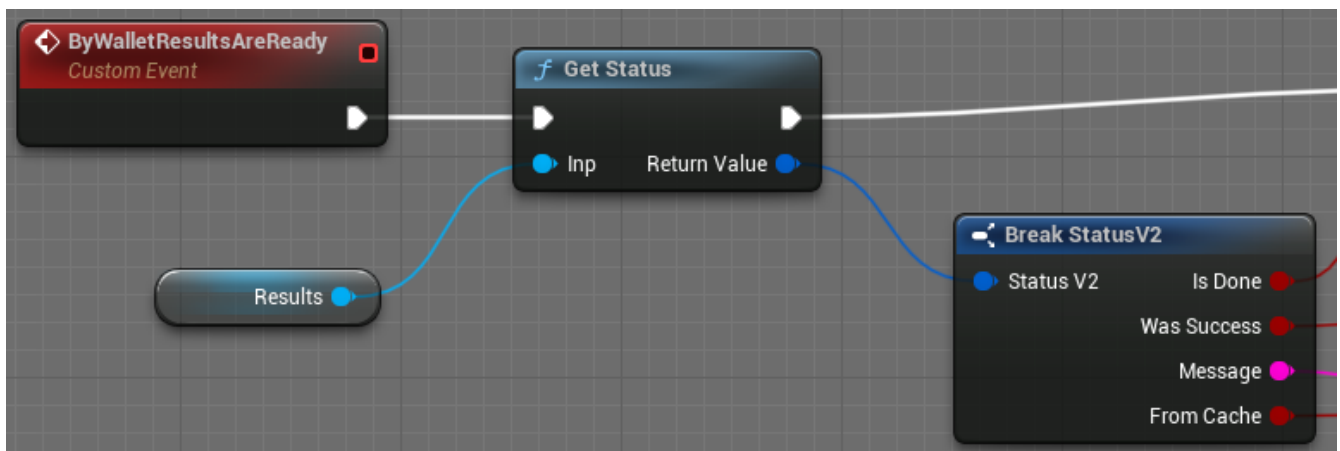 ByWalletResultsAreReady
Custom Event
Get Status
Inp
Return Value
Results
Break StatusV2
Status V2
Is Done
Was Success
Message
From Cache